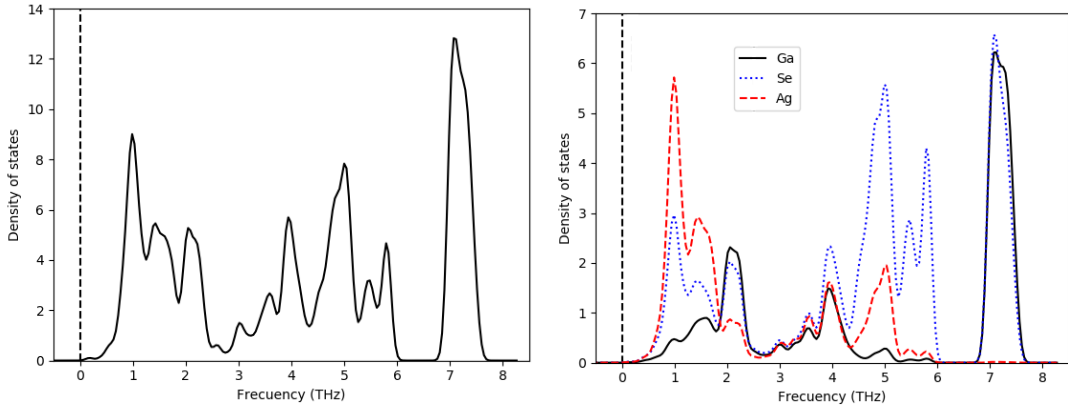 Density of states
14
12
10
8
6
4
2
0
0 1 2 3 4 5 6 7 8
Frecuency (THz)
Density of states
7
6
5
4
3
2
1
0
Ga
Se
Ag
0 1 2 3 4 5 6 7 8
Frecuency (THz)